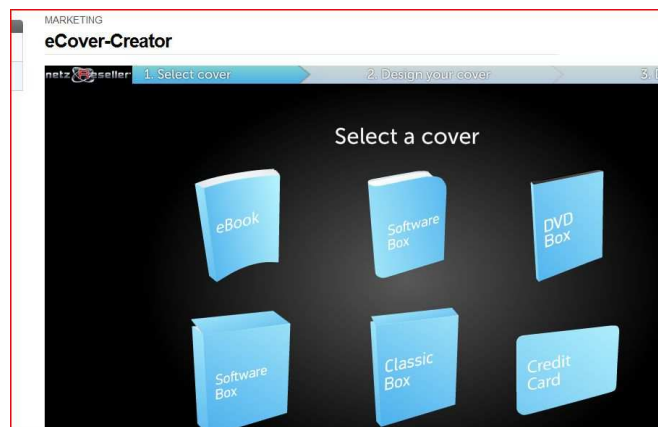 MARKETING
eCover-Creator
netz Reseller
1. Select cover
2. Design your cover
3.
Select a cover
eBook
Software
Box
DVD
Box
Software
Box
Classic
Box
Credit
Card